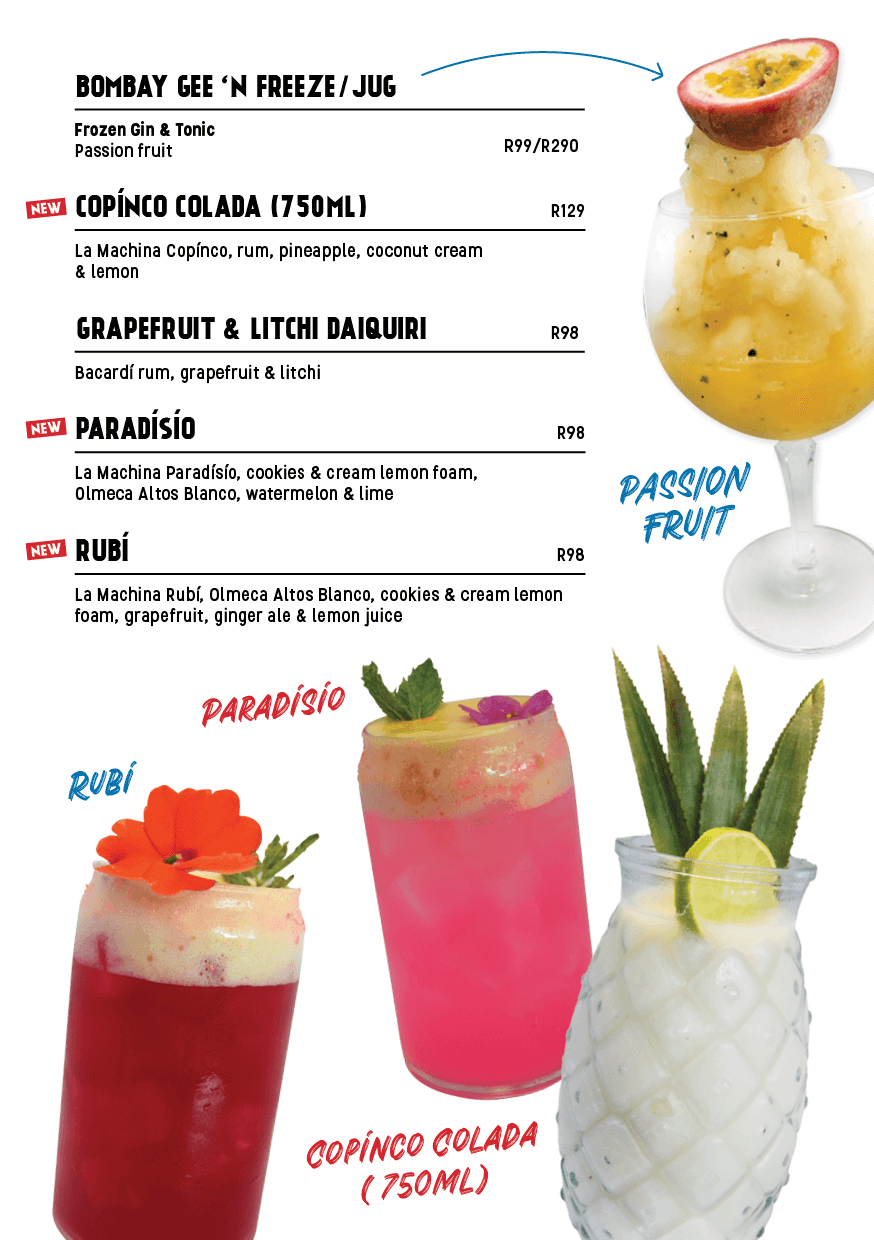 BOMBAY GEE ‘N FREEZE/JUG
Frozen Gin & Tonic
Passion fruit
R99/R290
NEW COPÍNCO COLADA (750ML) R129
La Machina Copínco, rum, pineapple, coconut cream
& lemon
GRAPEFRUIT & LITCHI DAIQUIRI R98
Bacardí rum, grapefruit & litchi
NEW PARADÍSÍO R98
La Machina Paradísío, cookies & cream lemon foam,
Olmeca Altos Blanco, watermelon & lime
PASSION
FRUIT
NEW RUBÍ R98
La Machina Rubí, Olmeca Altos Blanco, cookies & cream lemon
foam, grapefruit, ginger ale & lemon juice
PARADÍSÍO
RUBÍ
COPÍNCO COLADA
(750ML)